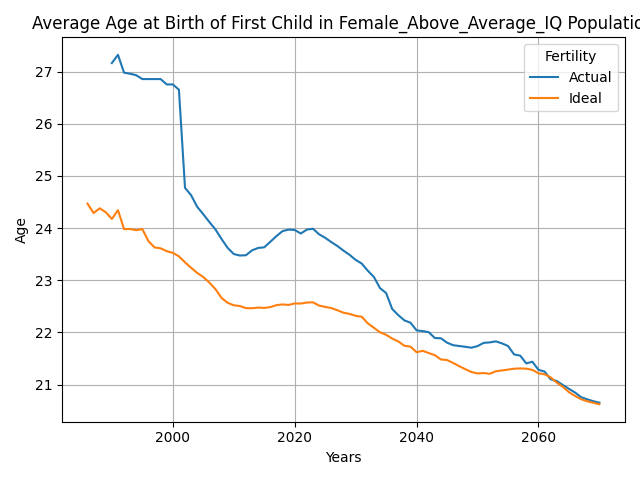 Average Age at Birth of First Child in Female_Above_Average_IQ Populatio
Fertility
Actual
Ideal
27
26
25
24
23
22
21
Age
2000
2020
2040
2060
Years